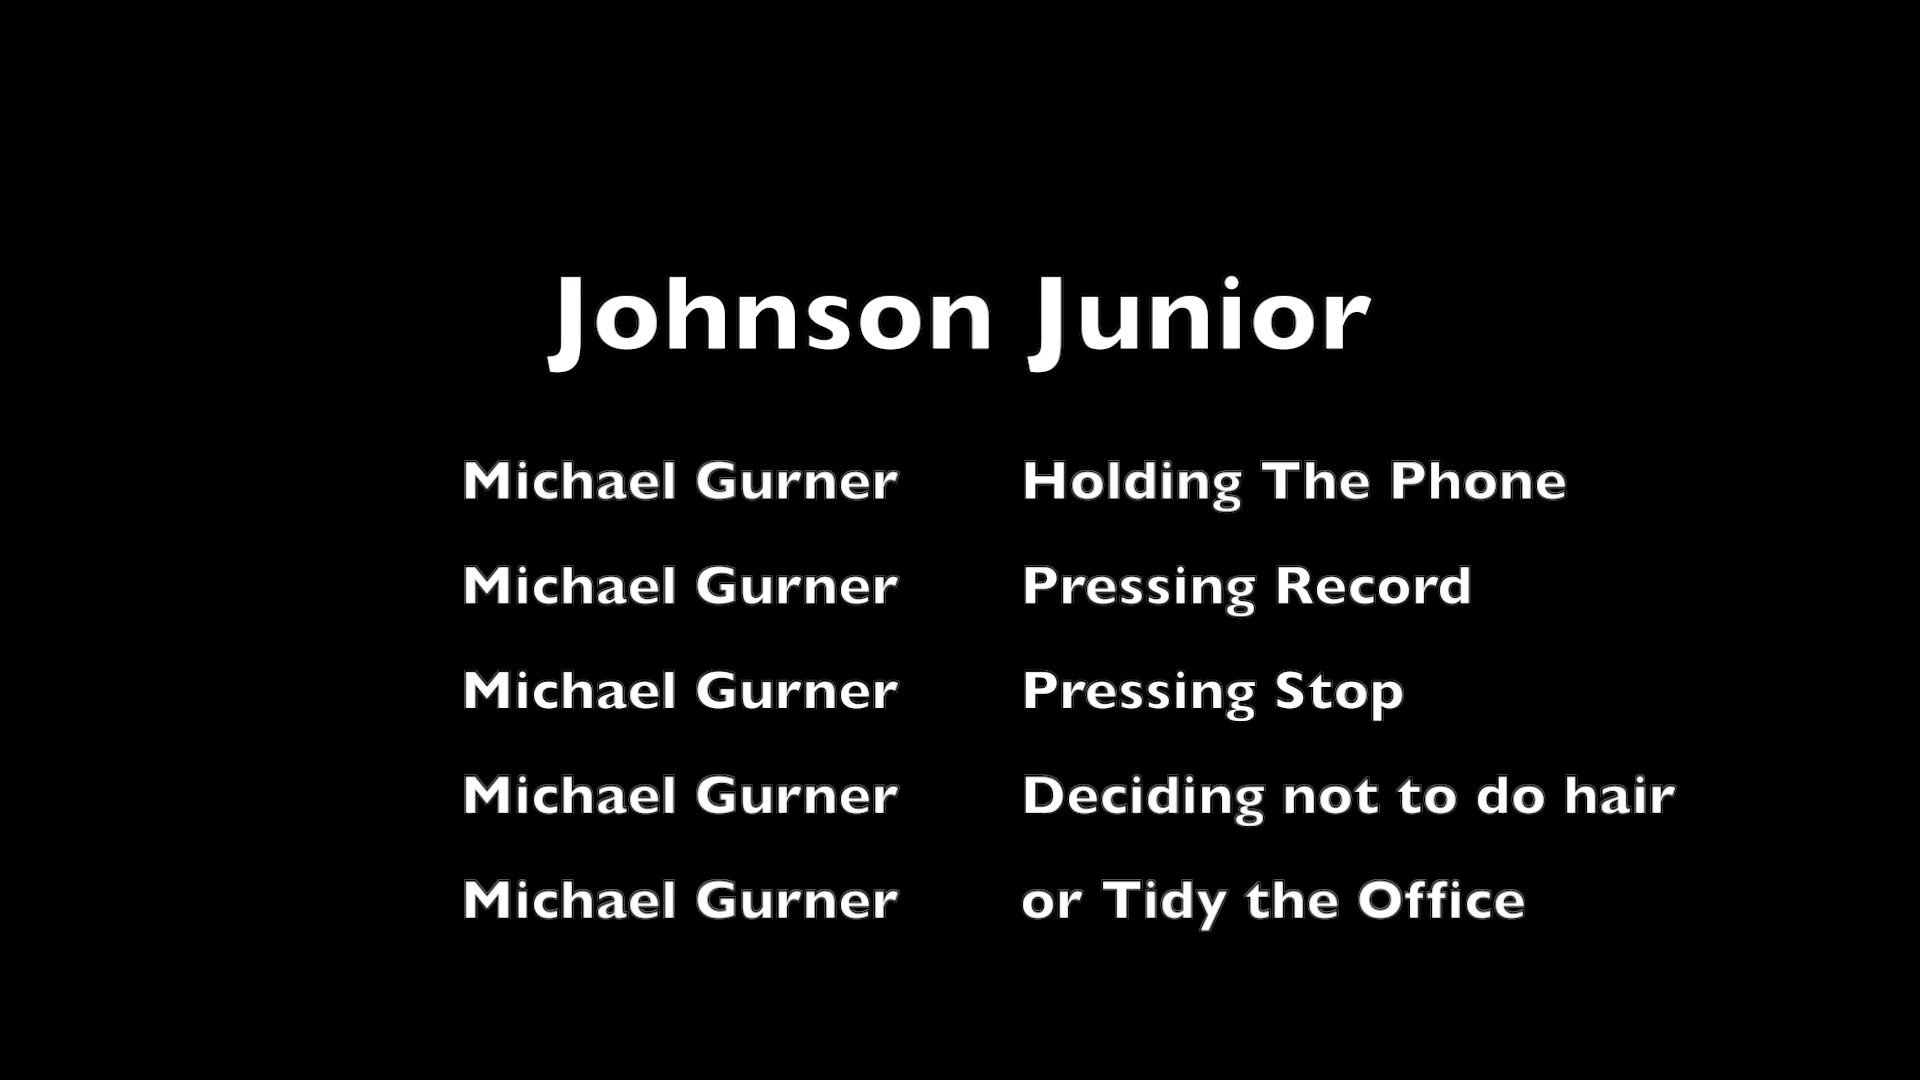 Johnson Junior
Michael Gurner Holding The Phone
Michael Gurner Pressing Record
Michael Gurner Pressing Stop
Michael Gurner Deciding not to do hair
Michael Gurner or Tidy the Office